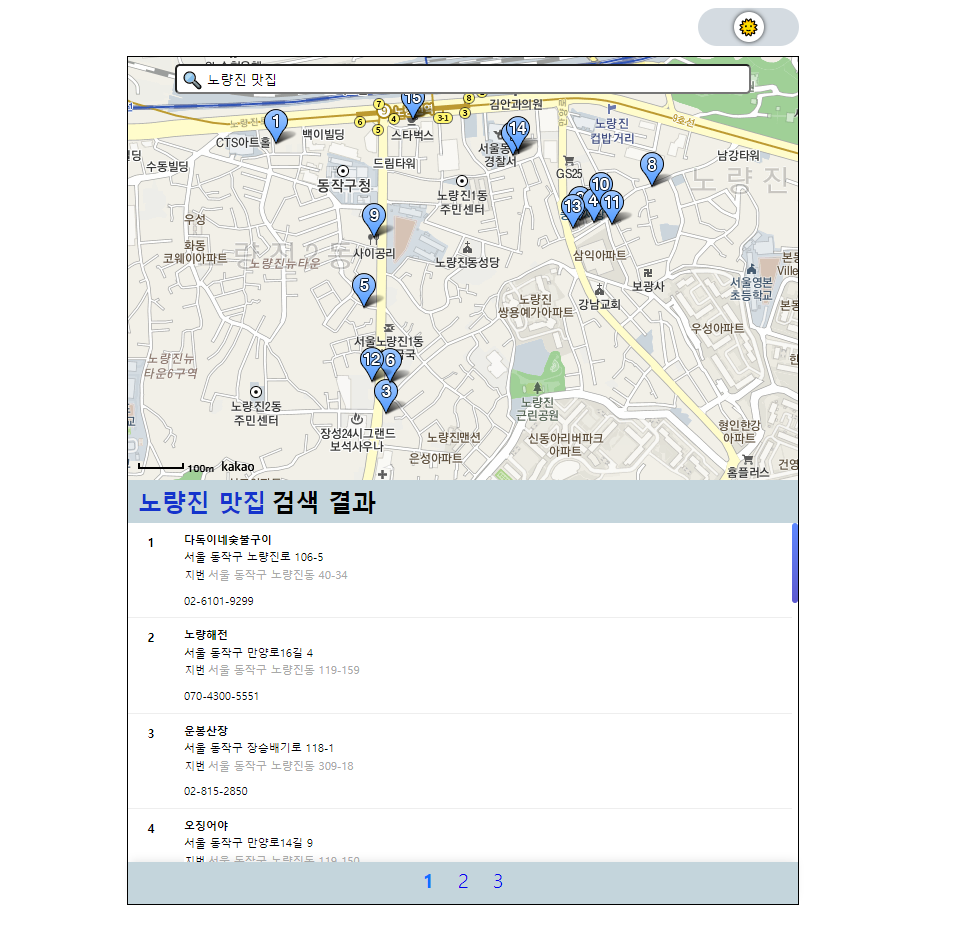 노량진 맛집
15
김안과의원
7
8
9
4
3-1
3
6
5
9호선
1
노량진
컵밥거리
CTS아트홀
백이빌딩
스타벅스
14
서울동
경찰서
수동빌딩
드림타워
GS25
8
남강타워
동작구청
노량진1동
주민센터
10
노량진
9
13
4
11
우성
화동
코웨이아파트
량진2동
노량진뉴타운
사이공리
노량진동성당
삼익아파트
보광사
5
서울영본
초등학교
노량진
쌍용예가아파트
강남교회
우성아파트
서울노량진1동
12
6
노량진뉴
타운6구역
3
노량진2동
주민센터
노량진
근린공원
장성24시그랜드
보석사우나
노량진맨션
신동아리버파크
아파트
형인한강
아파트
은성아파트
홈플러스
건영
100m
kakao
노량진 맛집 검색 결과
1
다독이네숯불구이
서울 동작구 노량진로 106-5
지번 서울 동작구 노량진동 40-34
02-6101-9299
2
노량해전
서울 동작구 만양로16길 4
지번 서울 동작구 노량진동 119-159
070-4300-5551
3
운봉산장
서울 동작구 장승배기로 118-1
지번 서울 동작구 노량진동 309-18
02-815-2850
4
오징어야
서울 동작구 만양로14길 9
지번 서울 동작구 노량진동 119-150
1 2 3